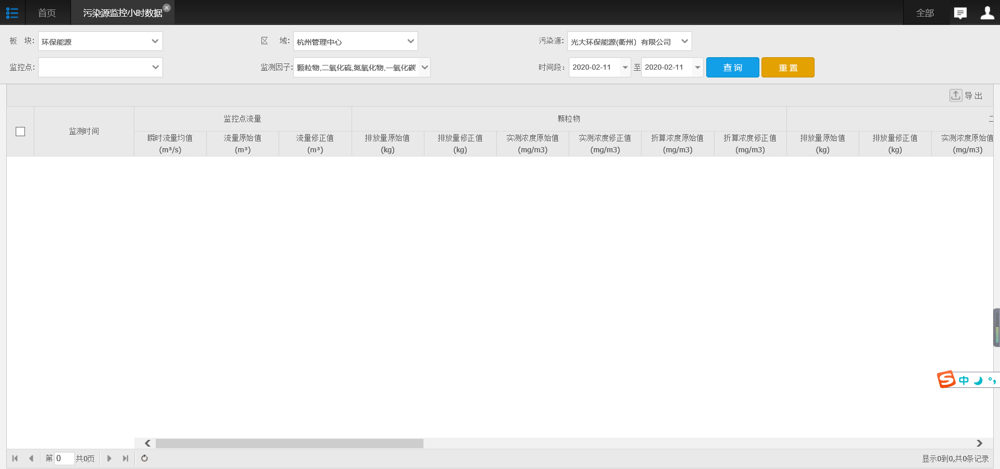 首页
污染源监控小时数据
全部
板 块:
环保能源
区 域:
杭州管理中心
污染源:
光大环保能源(衢州）有限公司
监控点:
监测因子:
颗粒物,二氧化硫,氮氧化物,一氧化碳
时间段:
2020-02-11
至
2020-02-11
查 询
重 置
导 出
监测时间
监控点流量
颗粒物
二
瞬时流量均值
(m³/s)
流量原始值
(m³)
流量修正值
(m³)
排放量原始值
(kg)
排放量修正值
(kg)
实测浓度原始值
(mg/m3)
实测浓度修正值
(mg/m3)
折算浓度原始值
(mg/m3)
折算浓度修正值
(mg/m3)
排放量原始值
(kg)
排放量修正值
(kg)
实测浓度原始值
(mg/m3)
S 中
第 0 共0页
显示0到0,共0条记录